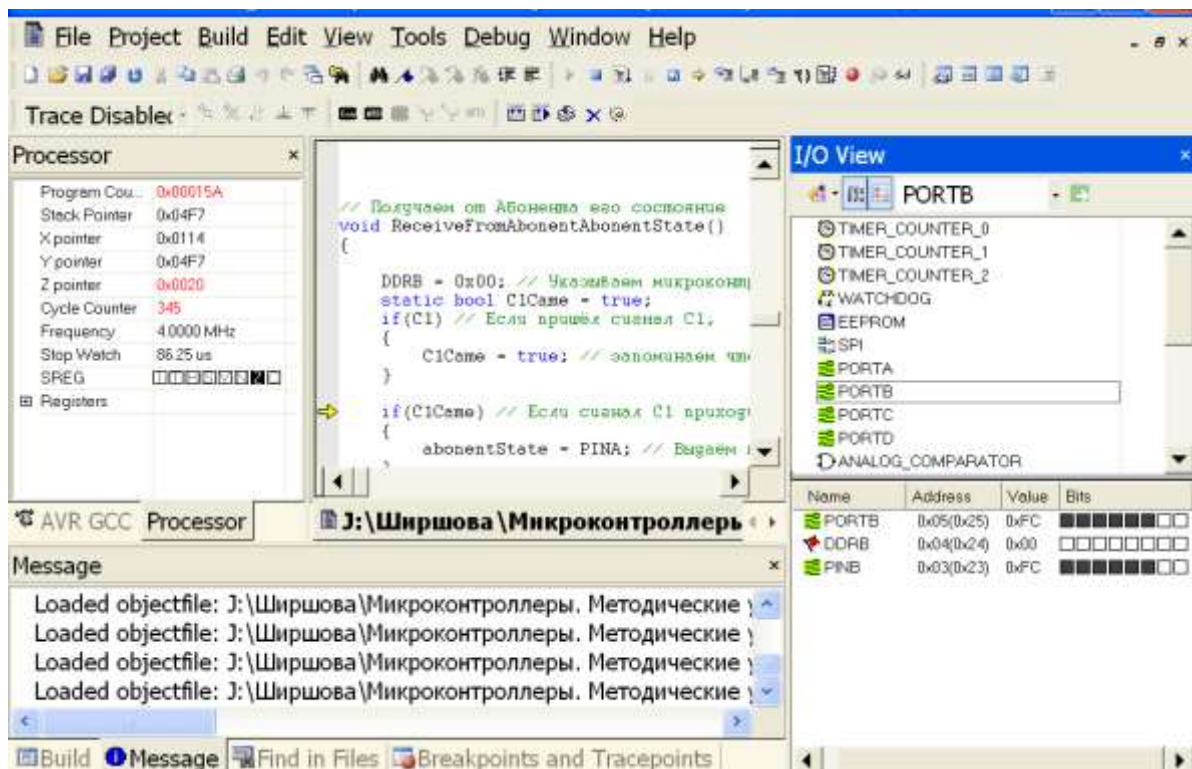 File Project Build Edit View Tools Debug Window Help
Trace Disabled
Processor
Program Cou... 0x00015A
Stack Pointer 0x04F7
X pointer 0x0114
Y pointer 0x04F7
Z pointer 0x0020
Cycle Counter 345
Frequency 4.0000 MHz
Stop Watch 86.25 us
SREG
Registers
AVR GCC Processor
// Получаем от Абонента его состояние
void ReceiveFromAbonentAbonentState()
{
DDRB = 0x00; // Указываем
static bool C1Came = true;
if(C1) // Если пришёл сигнал C1,
{
C1Came = true; // запоминаем
}
if(C1Came) // Если сигнал C1
{
abonentState = PINA; // Выдаём
J:\Ширшова\Микроконтроллеры
I/O View
PORTB
TIMER_COUNTER_0
TIMER_COUNTER_1
TIMER_COUNTER_2
WATCHDOG
EEPROM
SPI
PORTA
PORTB
PORTC
PORTD
ANALOG_COMPARATOR
Name Address Value Bits
PORTB 0x05(0x25) 0xFC
DDRB 0x04(0x24) 0x00
PINB 0x03(0x23) 0xFC
Message
Loaded objectfile: J:\Ширшова\Микроконтроллеры. Методические
Loaded objectfile: J:\Ширшова\Микроконтроллеры. Методические
Loaded objectfile: J:\Ширшова\Микроконтроллеры. Методические
Loaded objectfile: J:\Ширшова\Микроконтроллеры. Методические
Build Message Find in Files Breakpoints and Tracepoints